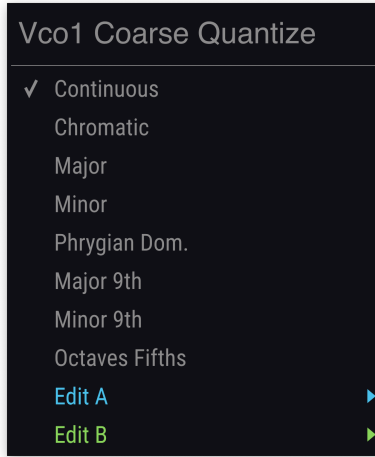 Vco1 Coarse Quantize
✓ Continuous
Chromatic
Major
Minor
Phrygian Dom.
Major 9th
Minor 9th
Octaves Fifths
Edit A
Edit B